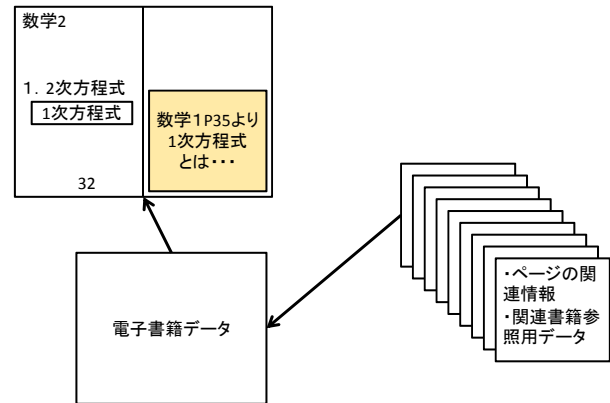 数学2
1．2次方程式
1次方程式
32
数学1P35より
1次方程式
とは・・・
電子書籍データ
・ページの関
連情報
・関連書籍参
照用データ